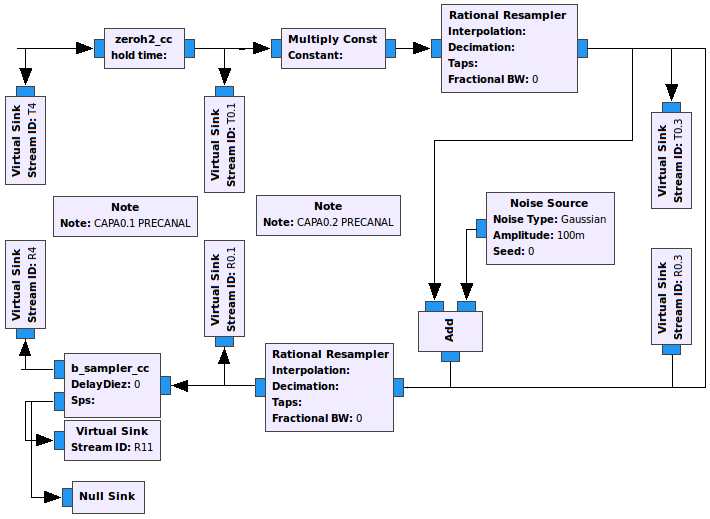 zeroh2_cc
hold time:
Multiply Const
Constant:
Rational Resampler
Interpolation:
Decimation:
Taps:
Fractional BW: 0
Virtual Sink
Stream ID: T4
Virtual Sink
Stream ID: T0.1
Virtual Sink
Stream ID: T0.3
Note
Note: CAPA0.1 PRECANAL
Note
Note: CAPA0.2 PRECANAL
Noise Source
Noise Type: Gaussian
Amplitude: 100m
Seed: 0
Virtual Sink
Stream ID: R4
Virtual Sink
Stream ID: R0.1
Add
Virtual Sink
Stream ID: R0.3
b_sampler_cc
DelayDiez: 0
Sps:
Rational Resampler
Interpolation:
Decimation:
Taps:
Fractional BW: 0
Virtual Sink
Stream ID: R11
Null Sink